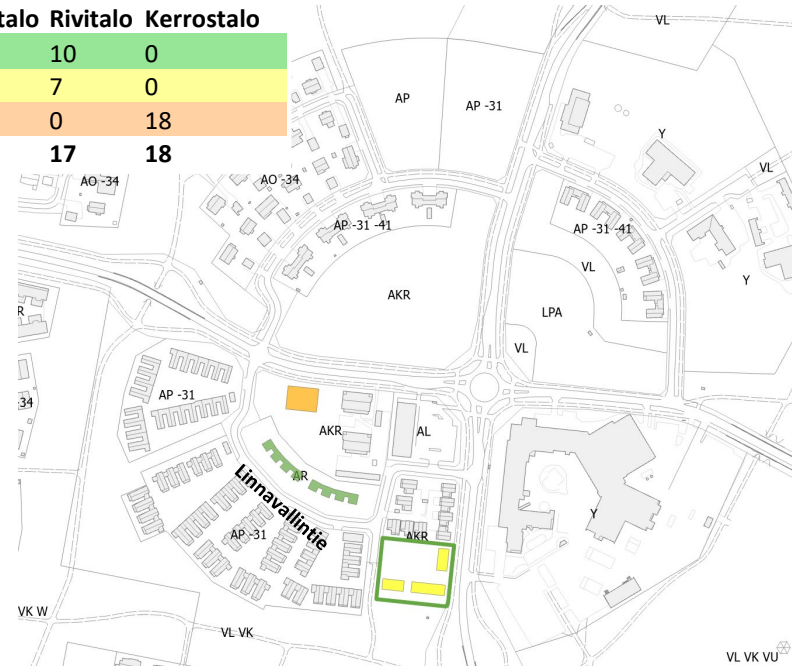 talo Rivitalo Kerrostalo
10 0
7 0
0 18
17 18
VL
AP
AP -31
Y
VL
AO -34
AO -34
AP -31 -41
AP -31 -41
VL
Y
AKR
LPA
R
VL
AP -31
34
AKR
AL
AR
Linnavallintie
Y
AP -31
AKR
VK W
VL VK
VL VK VU